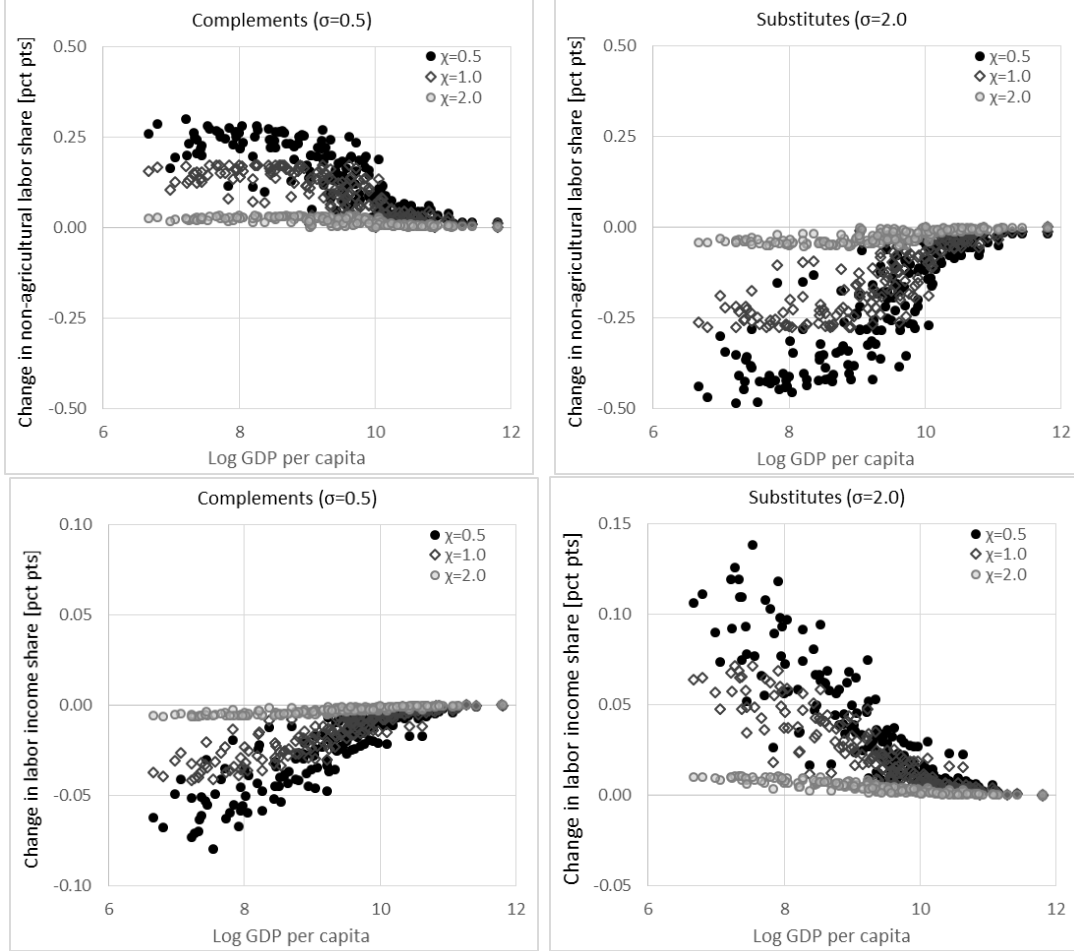 Complements (σ=0.5)
Change in non-agricultural labor share [pct pts]
0.50
0.25
0.00
-0.25
-0.50
χ=0.5
χ=1.0
χ=2.0
6
8
10
12
Log GDP per capita
Substitutes (σ=2.0
Change in non-agricultural labor share [pct pts]
0.50
0.25
0.00
-0.25
-0.50
χ=0.5
χ=1.0
χ=2.0
6
8
10
12
Log GDP per capita
Complements (σ=0.5)
Change in labor income share [pct pts]
0.10
0.05
0.00
-0.05
-0.10
χ=0.5
χ=1.0
χ=2.0
6
8
10
12
Log GDP per capita
Substitutes (σ=2.0)
Change in labor income share [pct pts]
0.15
0.10
0.05
0.00
-0.05
χ=0.5
χ=1.0
χ=2.0
6
8
10
12
Log GDP per capita